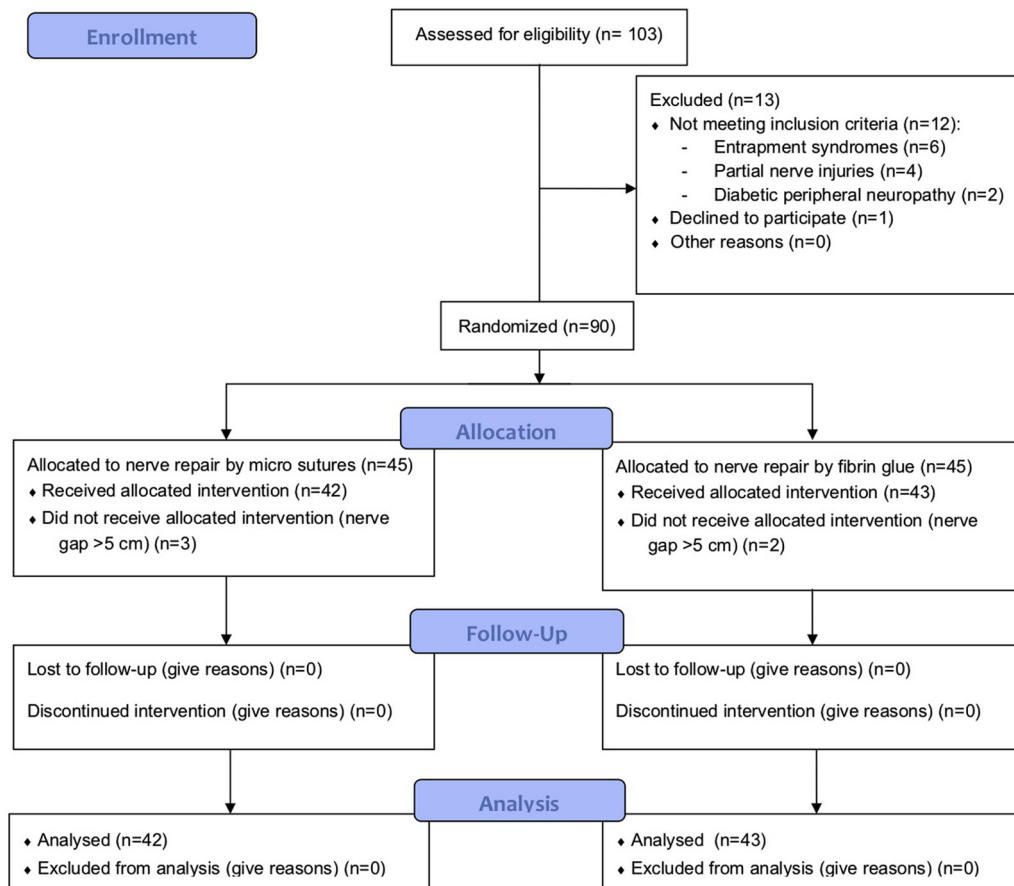 Enrollment
Assessed for eligibility (n= 103)
Excluded (n=13)
♦ Not meeting inclusion criteria (n=12):
- Entrapment syndromes (n=6)
- Partial nerve injuries (n=4)
- Diabetic peripheral neuropathy (n=2)
♦ Declined to participate (n=1)
♦ Other reasons (n=0)
Randomized (n=90)
Allocation
Allocated to nerve repair by micro sutures (n=45)
♦ Received allocated intervention (n=42)
♦ Did not receive allocated intervention (nerve
gap >5 cm) (n=3)
Allocated to nerve repair by fibrin glue (n=45)
♦ Received allocated intervention (n=43)
♦ Did not receive allocated intervention (nerve
gap >5 cm) (n=2)
Follow-Up
Lost to follow-up (give reasons) (n=0)
Discontinued intervention (give reasons) (n=0)
Lost to follow-up (give reasons) (n=0)
Discontinued intervention (give reasons) (n=0)
Analysis
♦ Analysed (n=42)
♦ Excluded from analysis (give reasons) (n=0)
♦ Analysed (n=43)
♦ Excluded from analysis (give reasons) (n=0)